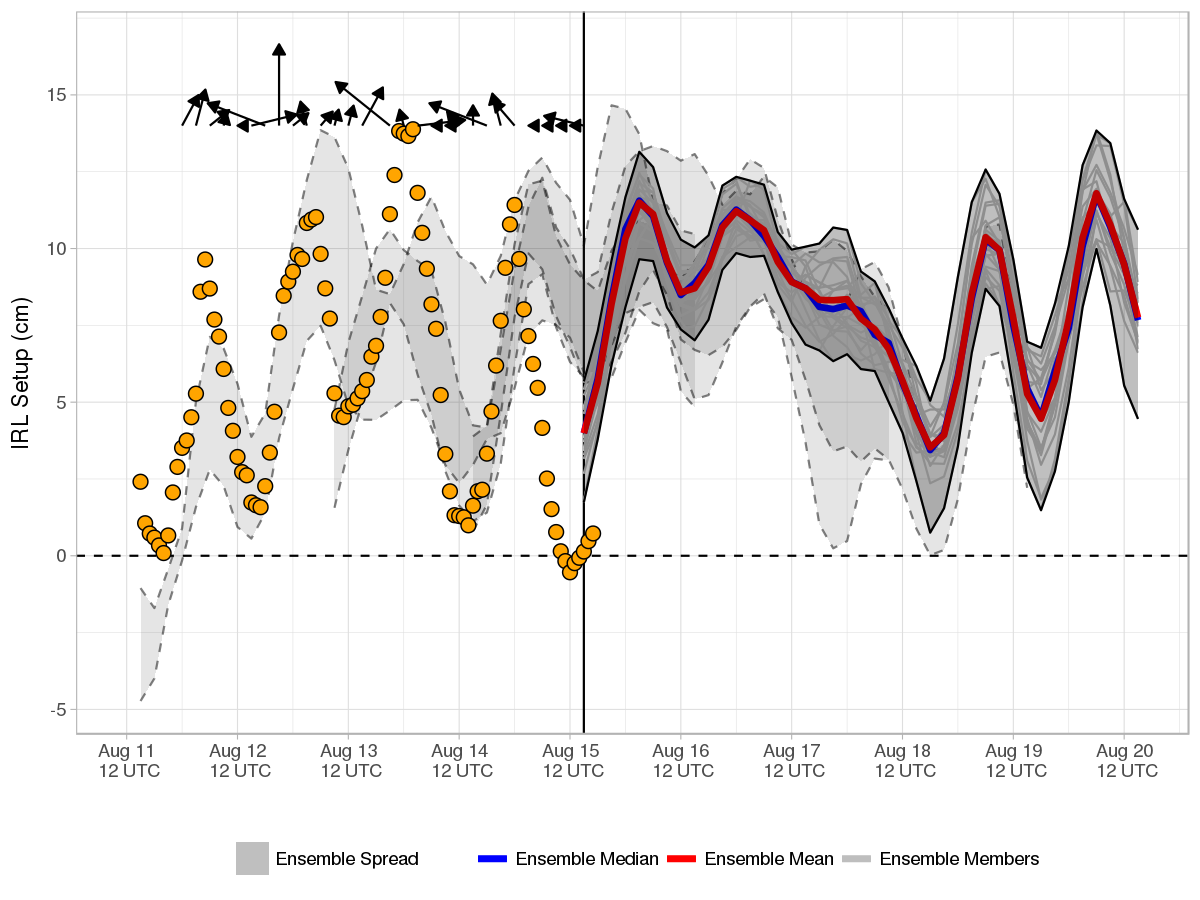 IRL Setup (cm)
15
10
5
0
-5
Aug 11 Aug 12 Aug 13 Aug 14 Aug 15 Aug 16 Aug 17 Aug 18 Aug 19 Aug 20
12 UTC 12 UTC 12 UTC 12 UTC 12 UTC 12 UTC 12 UTC 12 UTC 12 UTC 12 UTC
Ensemble Spread Ensemble Median Ensemble Mean Ensemble Members